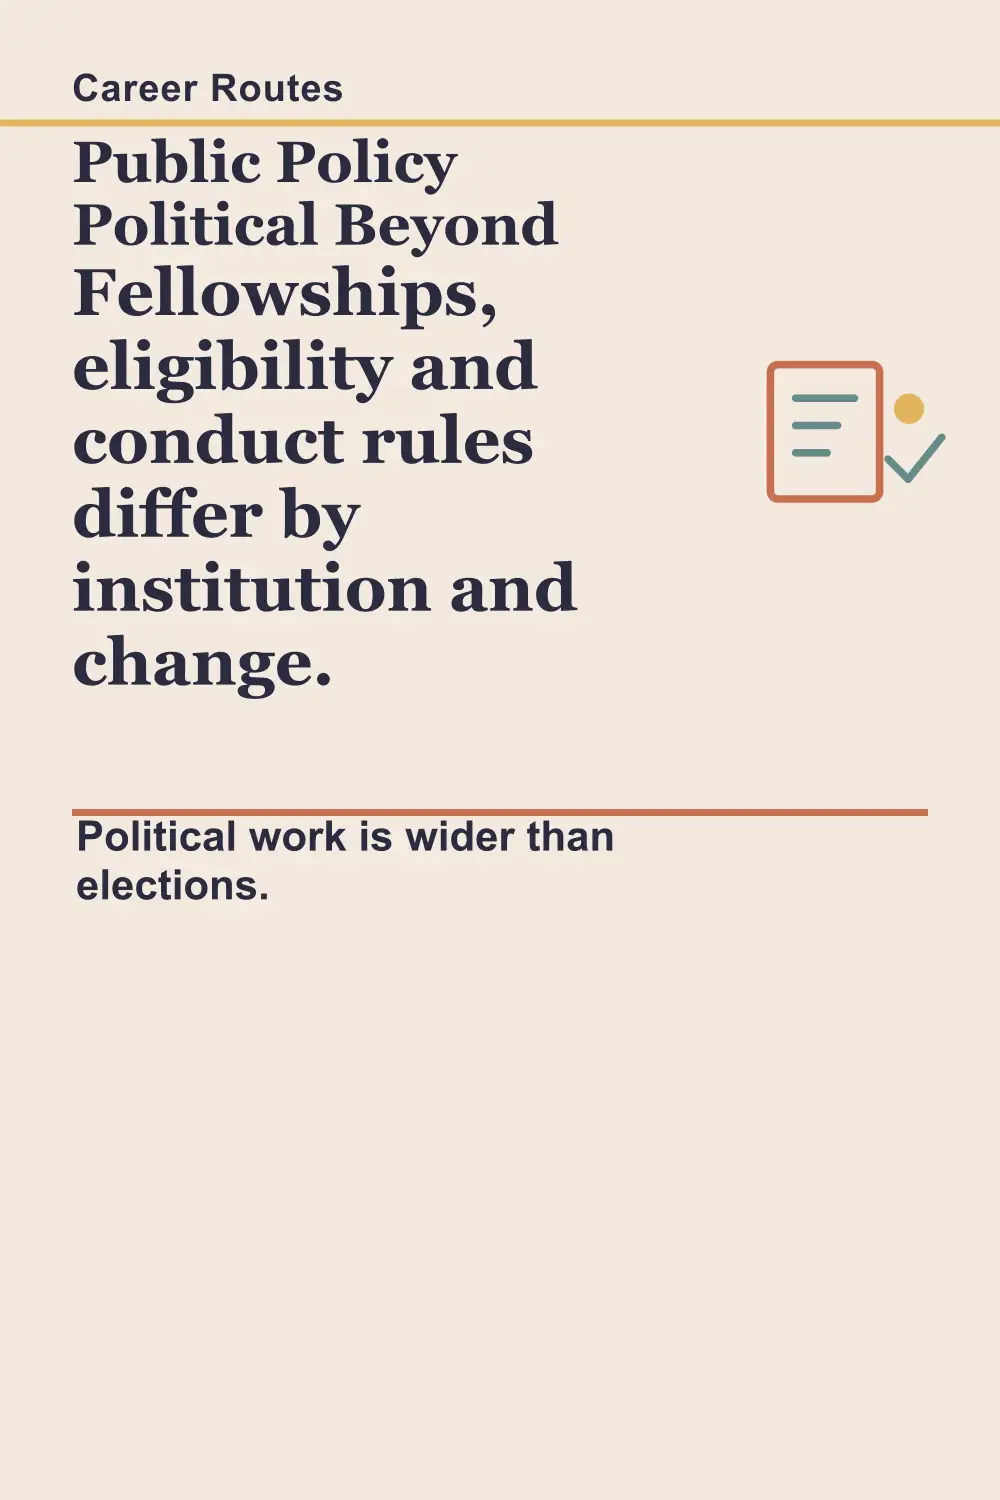 Career Routes
Public Policy
Political Beyond
Fellowships,
eligibility and
conduct rules
differ by
institution and
change.
Political work is wider than
elections.